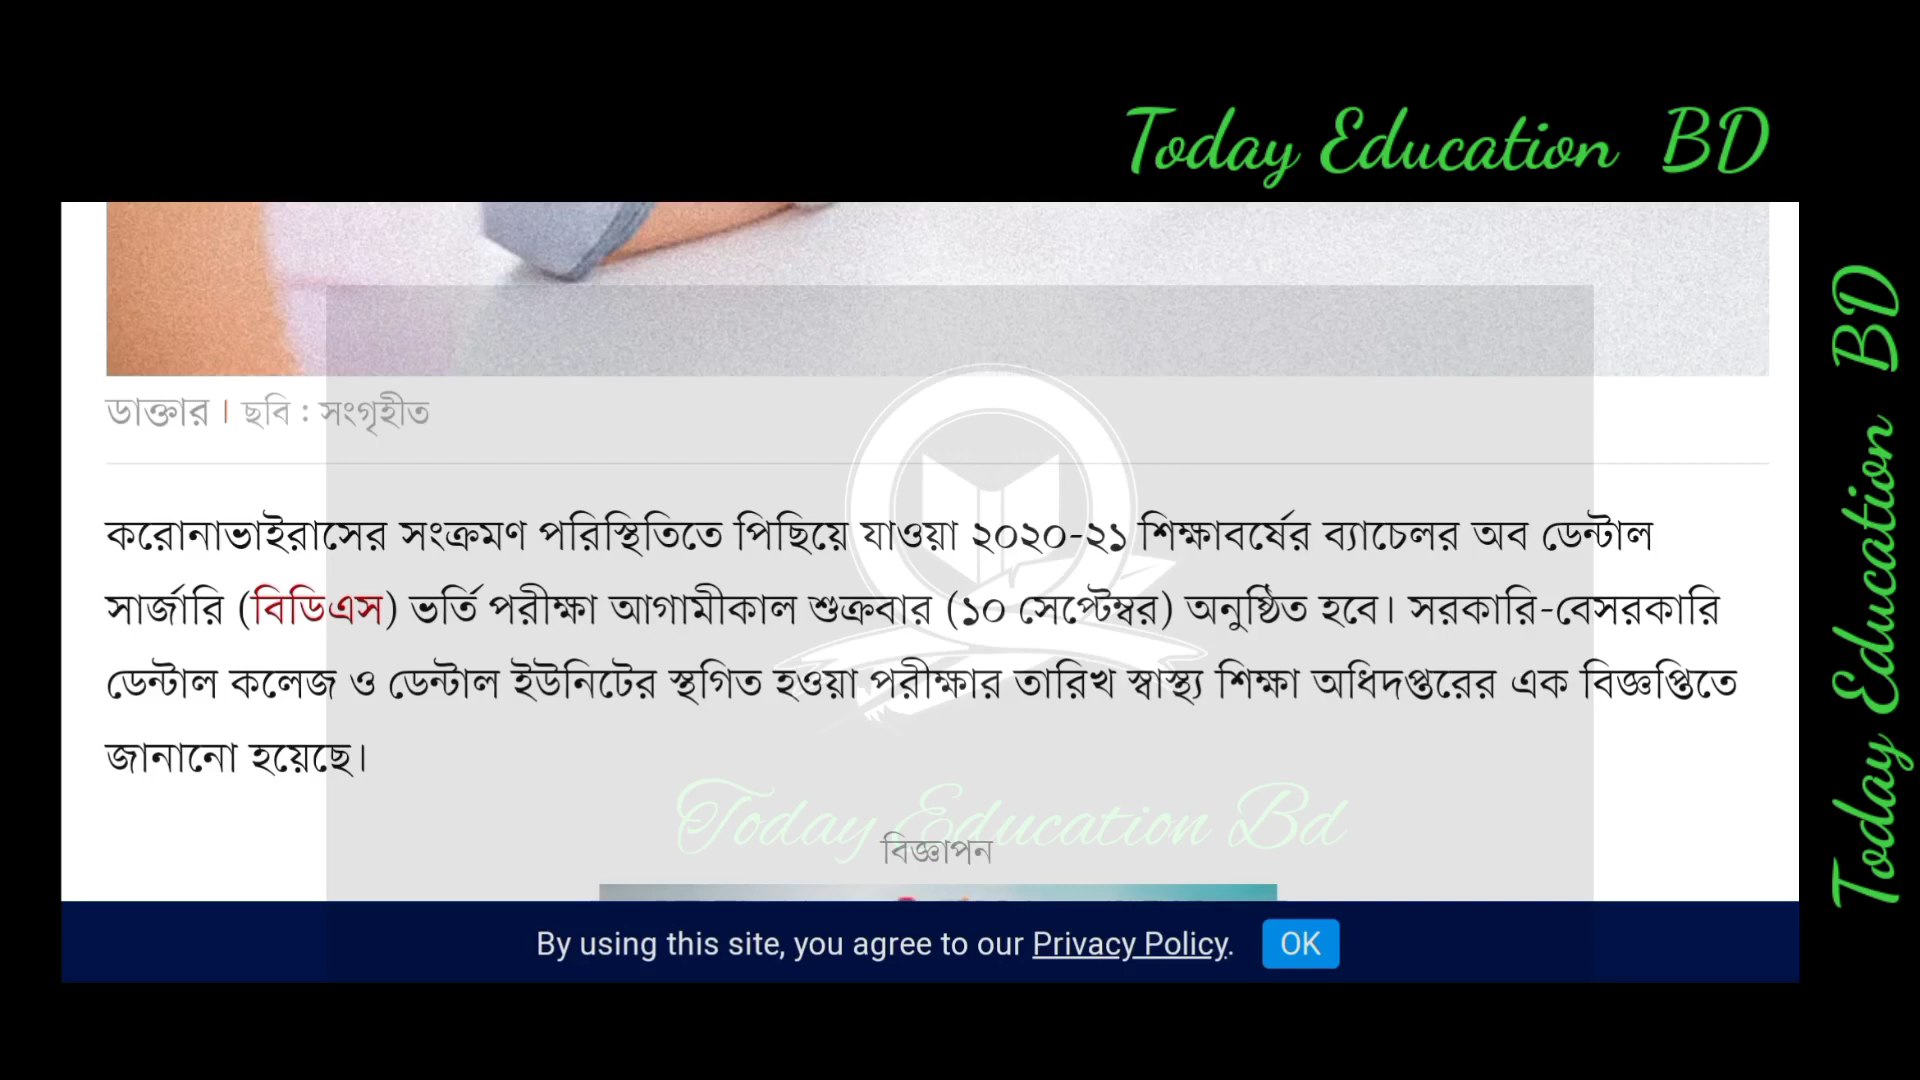 Today Education BD
ডাক্তার। ছবি : সংগৃহীত
করোনাভাইরাসের সংক্রমণ পরিস্থিতিতে পিছিয়ে যাওয়া ২০২০-২১ শিক্ষাবর্ষের ব্যাচেলর অব ডেন্টাল
সার্জারি (বিডিএস) ভর্তি পরীক্ষা আগামীকাল শুক্রবার (১০ সেপ্টেম্বর) অনুষ্ঠিত হবে। সরকারি-বেসরকারি
ডেন্টাল কলেজ ও ডেন্টাল ইউনিটের স্থগিত হওয়া পরীক্ষার তারিখ স্বাস্থ্য শিক্ষা অধিদপ্তরের এক বিজ্ঞপ্তিতে
জানানো হয়েছে।
Today Education Bd
বিজ্ঞাপন
By using this site, you agree to our Privacy Policy. OK
Today Education BD